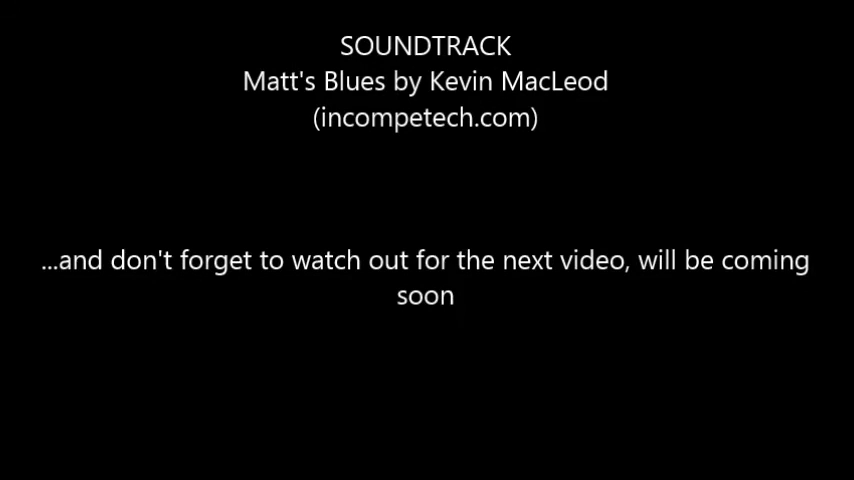 SOUNDTRACK
Matt's Blues by Kevin MacLeod
(incompetech.com)
...and don't forget to watch out for the next video, will be coming
soon